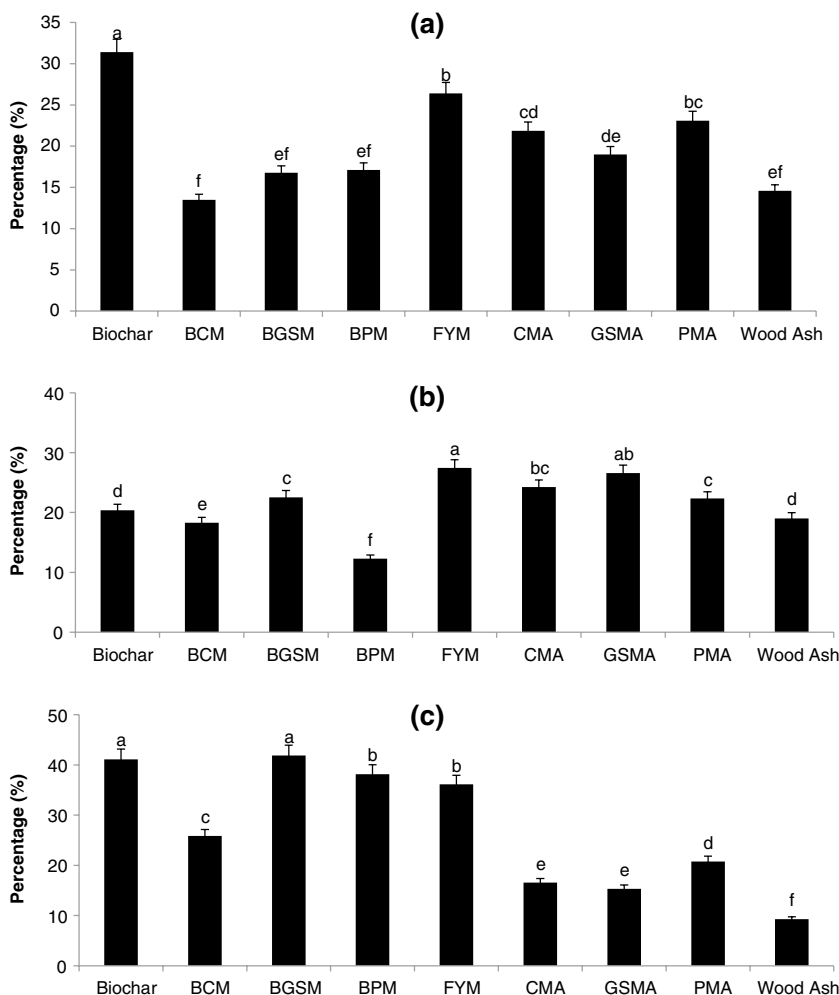 (a)
Percentage (%)
35
30
25
20
15
10
5
0
a
f
ef
ef
b
cd
de
bc
ef
Biochar BCM BGSM BPM FYM CMA GSMA PMA Wood Ash
(b)
Percentage (%)
40
30
20
10
0
d
e
c
f
a
bc
ab
c
d
Biochar BCM BGSM BPM FYM CMA GSMA PMA Wood Ash
(c)
Percentage (%)
50
40
30
20
10
0
a
c
a
b
b
e
e
d
f
Biochar BCM BGSM BPM FYM CMA GSMA PMA Wood Ash